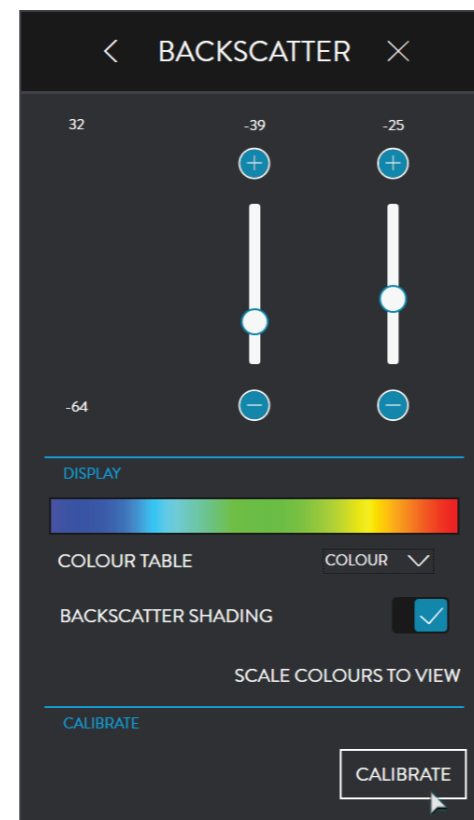 BACKSCATTER
32 -39 -25
-64
DISPLAY
COLOUR TABLE COLOUR
BACKSCATTER SHADING
SCALE COLOURS TO VIEW
CALIBRATE
CALIBRATE